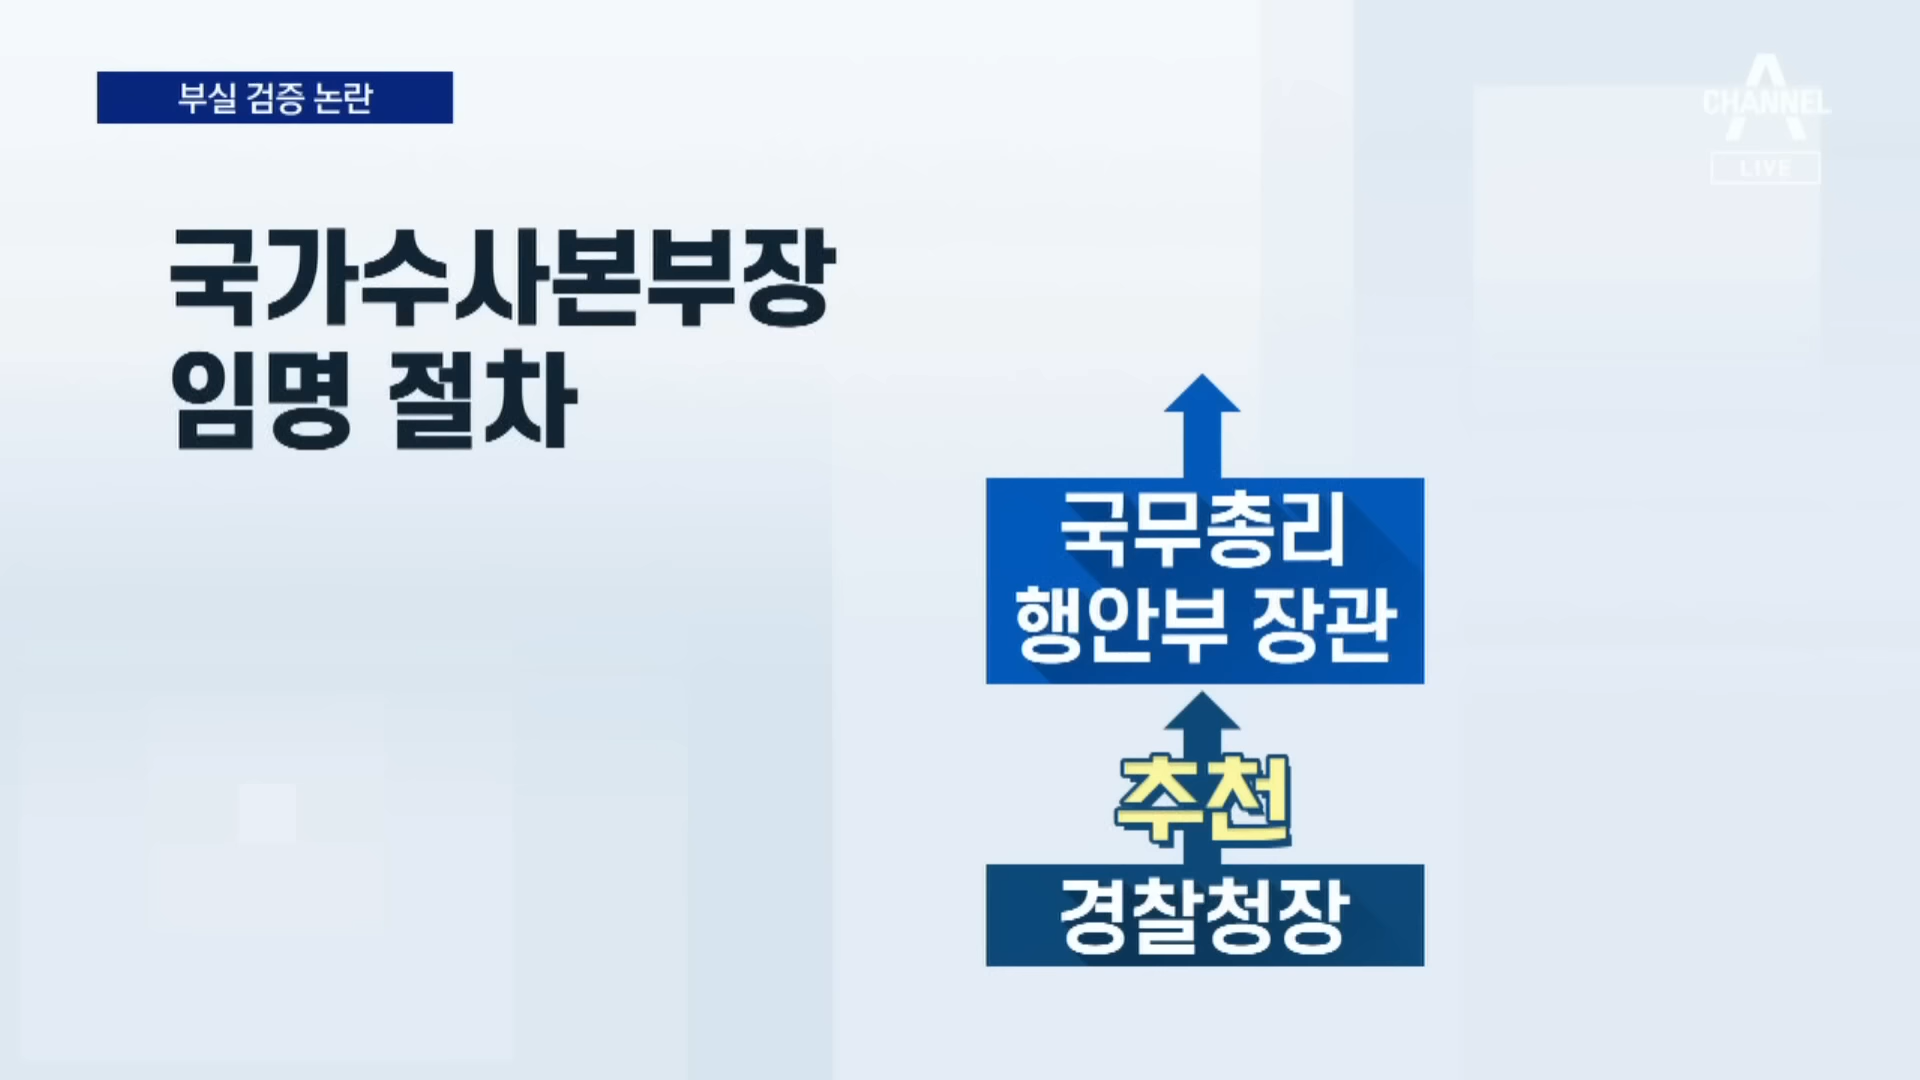 부실 검증 논란
CHANNEL A
LIVE
국가수사본부장
임명 절차
국무총리
행안부 장관
추천
경찰청장